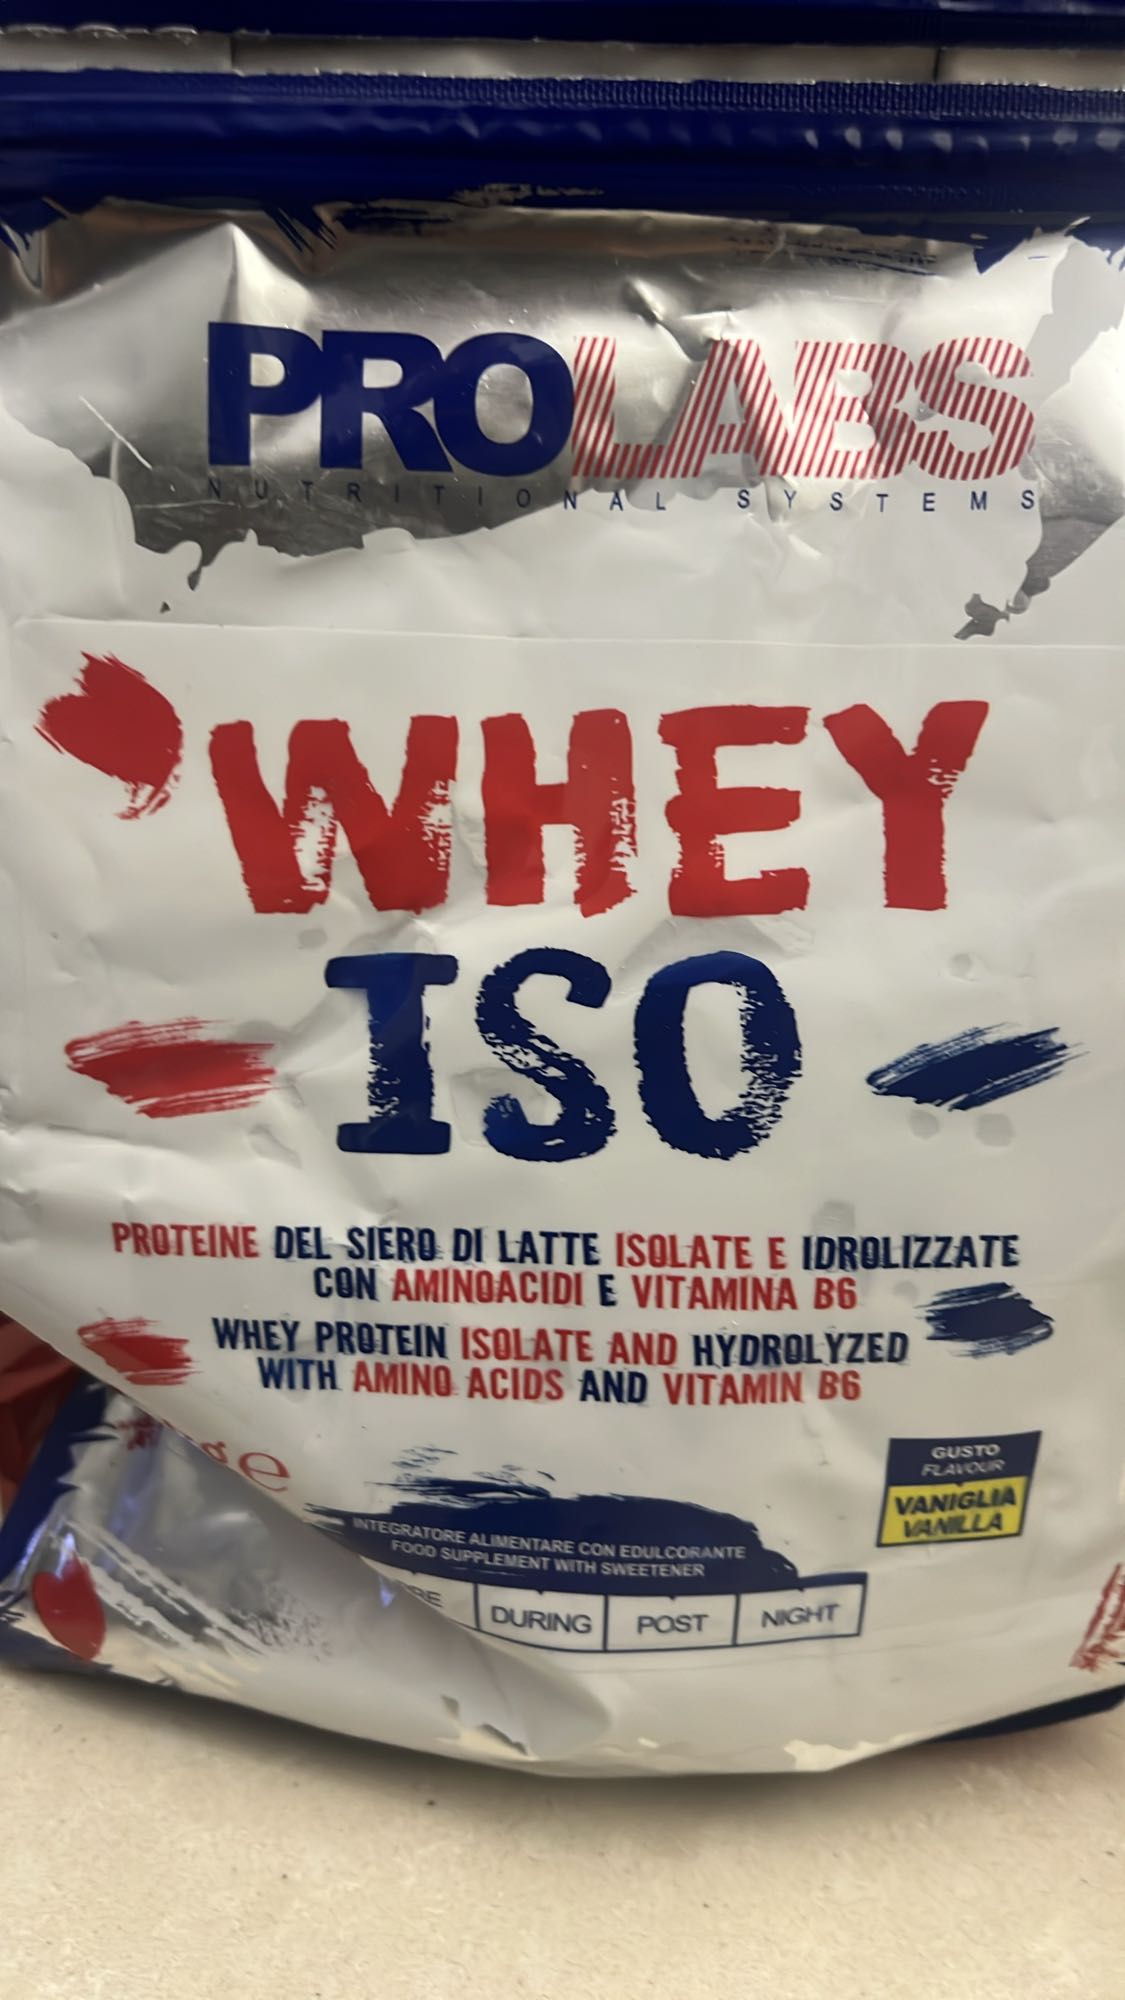 PROLABS
NUTRITIONAL SYSTEMS
WHEY
ISO
PROTEINE DEL SIERO DI LATTE ISOLATE E IDROLIZZATE
CON AMINOACIDI E VITAMINA B6
WHEY PROTEIN ISOLATE AND HYDROLYZED
WITH AMINO ACIDS AND VITAMIN B6
GUSTO
FLAVOUR
VANIGLIA
VANILLA
g e
INTEGRATORE ALIMENTARE CON EDULCORANTE
FOOD SUPPLEMENT WITH SWEETENER
DURING POST NIGHT